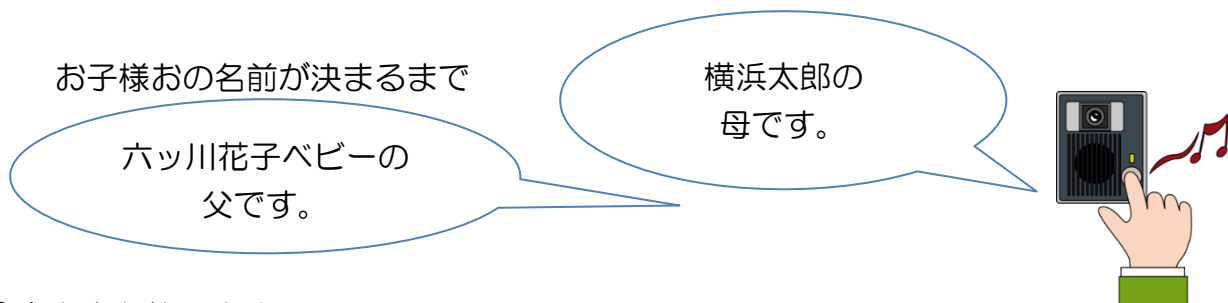 お子様おの名前が決まるまで
六ッ川花子ベビーの
父です。
横浜太郎の
母です。